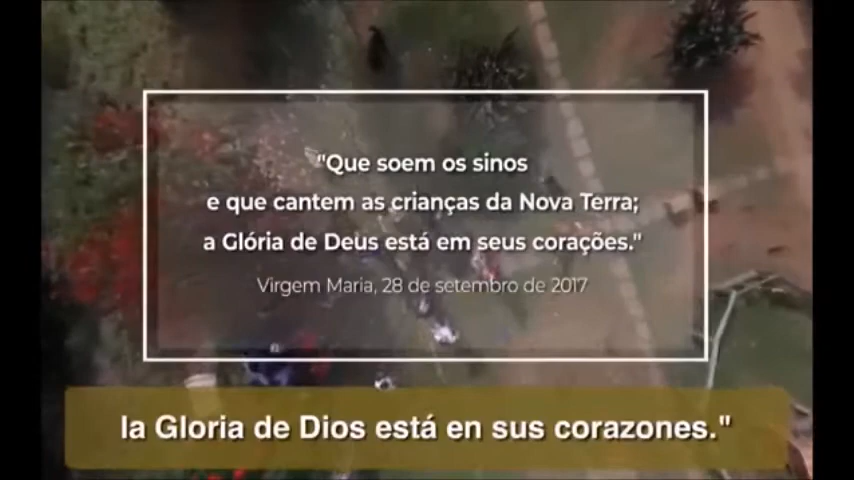 "Que soem os sinos
e que cantem as crianças da Nova Terra;
a Glória de Deus está em seus corações."
Virgem Maria, 28 de setembro de 2017
la Gloria de Dios está en sus corazones."